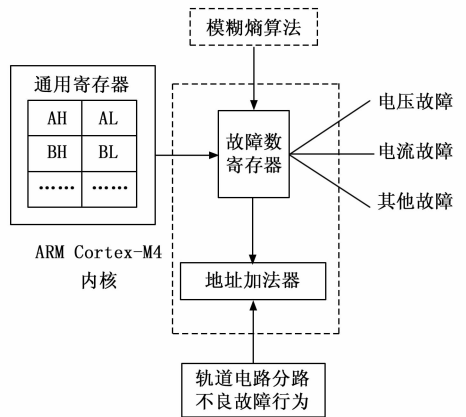 模糊熵算法
通用寄存器
AH AL
BH BL
…… ……
ARM Cortex-M4
内核
故障数
寄存器
电压故障
电流故障
其他故障
地址加法器
轨道电路分路
不良故障行为